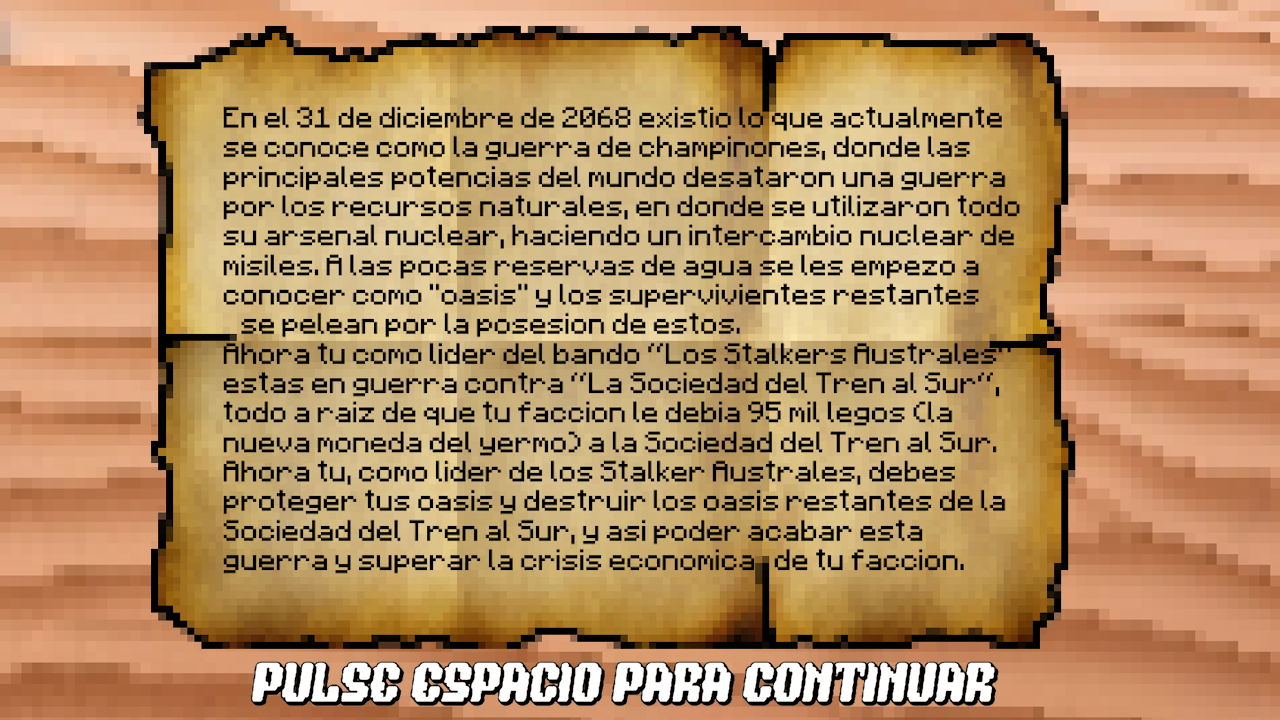 En el 31 de diciembre de 2068 existio lo que actualmente
se conoce como la guerra de champinones, donde las
principales potencias del mundo desataron una guerra
por los recursos naturales, en donde se utilizaron todo
su arsenal nuclear, haciendo un intercambio nuclear de
misiles. A las pocas reservas de agua se les empezo a
conocer como "oasis" y los supervivientes restantes
se pelean por la posesion de estos.
Ahora tu como lider del bando “Los Stalkers Australes”
estas en guerra contra “La Sociedad del Tren al Sur”,
todo a raiz de que tu faccion le debia 95 mil legos (la
nueva moneda del yermo) a la Sociedad del Tren al Sur.
Ahora tu, como lider de los Stalker Australes, debes
proteger tus oasis y destruir los oasis restantes de la
Sociedad del Tren al Sur, y asi poder acabar esta
guerra y superar la crisis economica de tu faccion.
PULSE ESPACIO PARA CONTINUAR